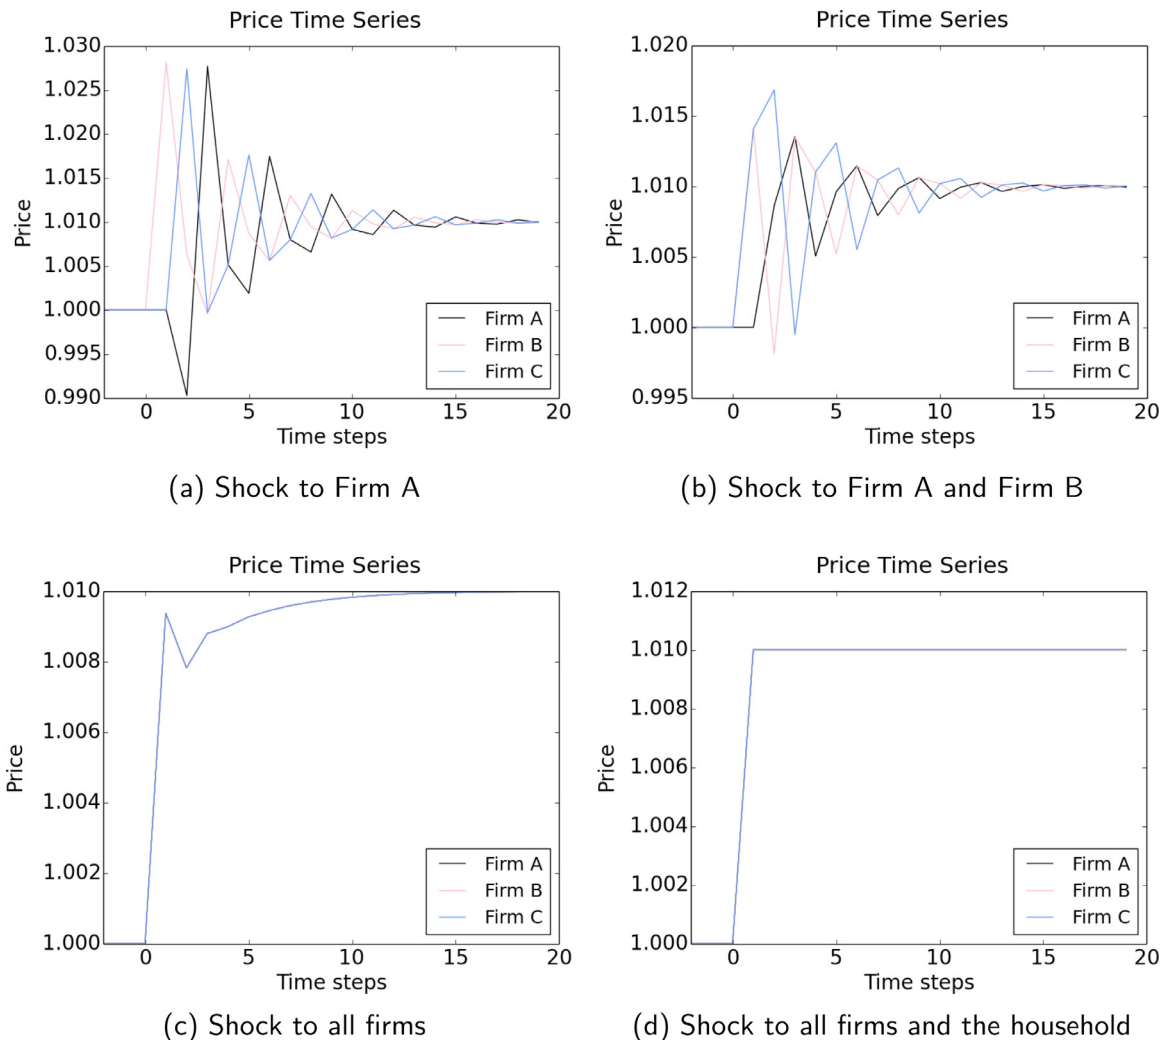 Price Time Series
1.030
1.025
1.020
1.015
1.010
1.005
1.000
0.995
0.990
Price
Firm A
Firm B
Firm C
0 5 10 15 20
Time steps
(a) Shock to Firm A
Price Time Series
1.020
1.015
1.010
1.005
1.000
0.995
Price
Firm A
Firm B
Firm C
0 5 10 15 20
Time steps
(b) Shock to Firm A and Firm B
Price Time Series
1.010
1.008
1.006
1.004
1.002
1.000
Price
Firm A
Firm B
Firm C
0 5 10 15 20
Time steps
(c) Shock to all firms
Price Time Series
1.012
1.010
1.008
1.006
1.004
1.002
1.000
Price
Firm A
Firm B
Firm C
0 5 10 15 20
Time steps
(d) Shock to all firms and the household